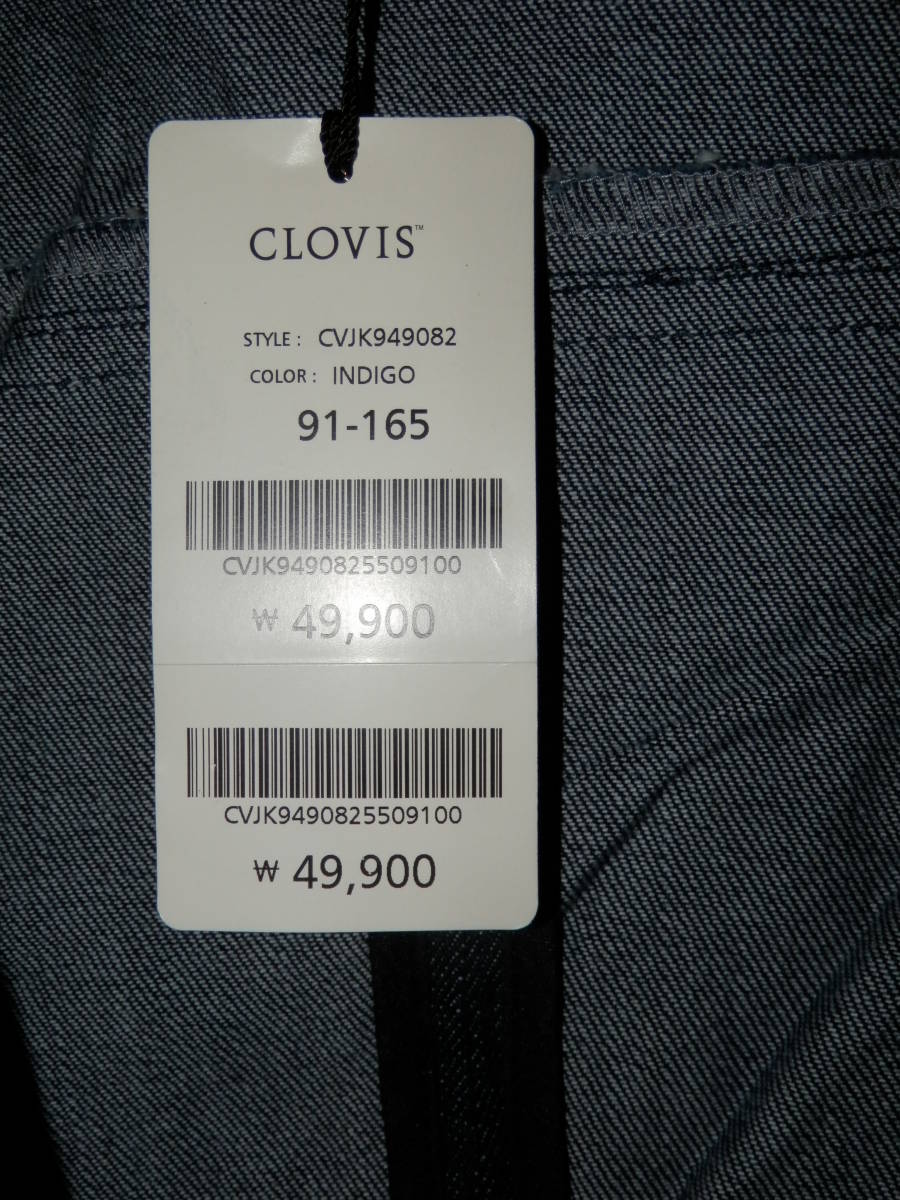 CLOVIS™
STYLE : CVJK949082
COLOR : INDIGO
91-165
CVJK9490825509100
₩ 49,900
CVJK9490825509100
₩ 49,900